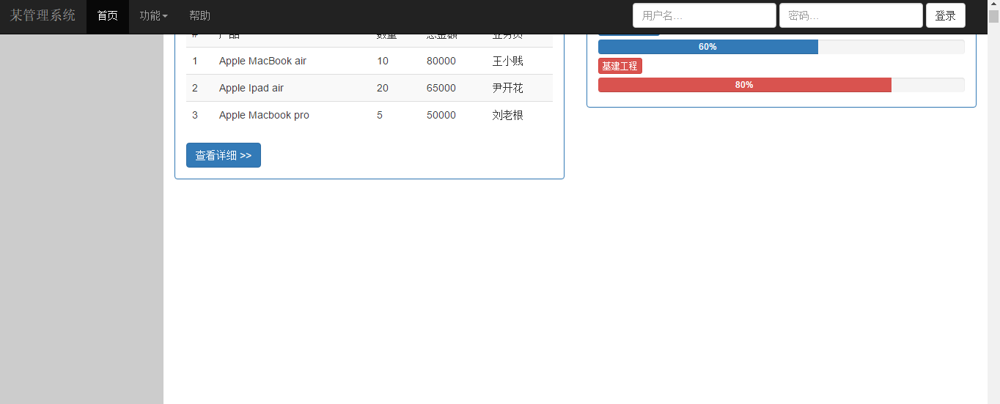 某管理系统 首页 功能 帮助 用户名... 密码... 登录
# 产品 数量 总金额 业务员
1 Apple MacBook air 10 80000 王小贱
2 Apple Ipad air 20 65000 尹开花
3 Apple Macbook pro 5 50000 刘老根
查看详细 >>
60%
基建工程
80%